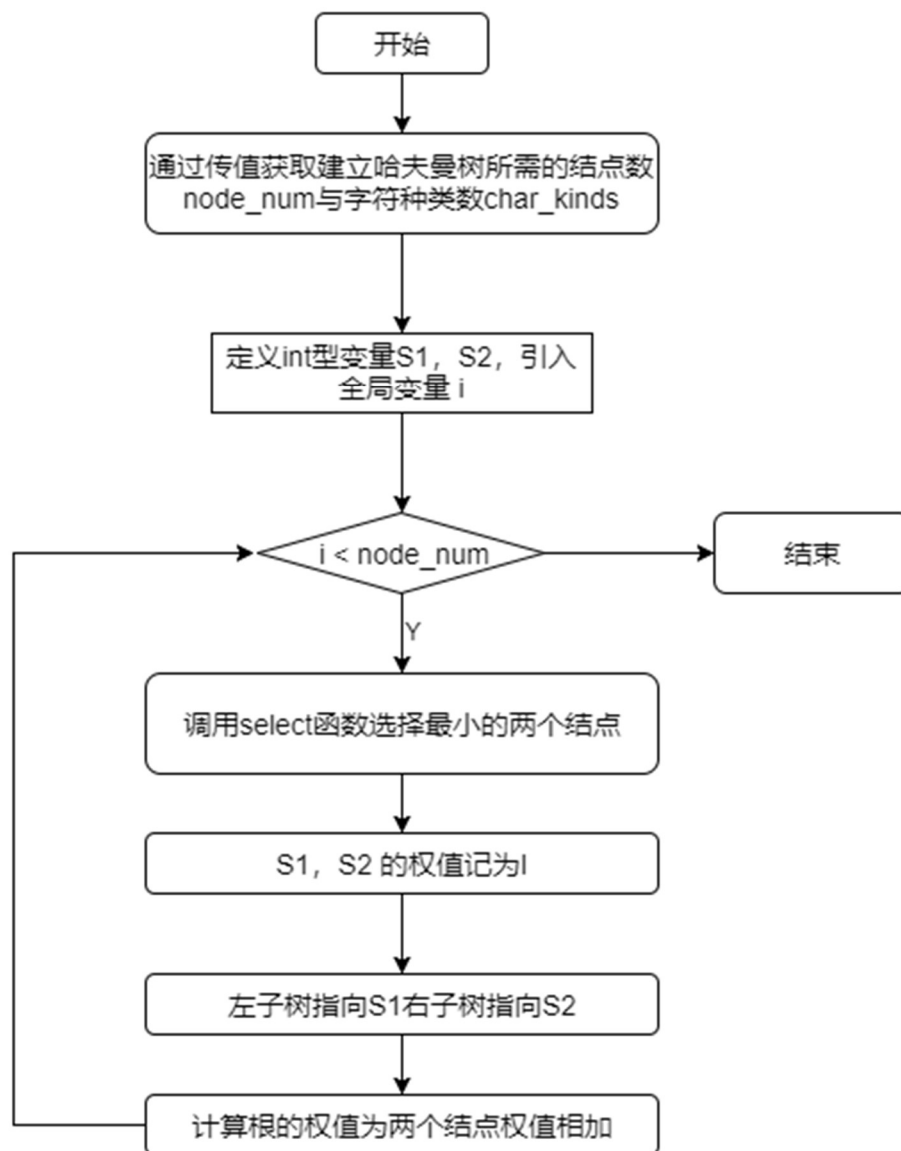 开始
通过传值获取建立哈夫曼树所需的结点数
node_num与字符种类数char_kinds
定义int型变量S1，S2，引入
全局变量 i
i < node_num
结束
Y
调用select函数选择最小的两个结点
S1，S2 的权值记为I
左子树指向S1右子树指向S2
计算根的权值为两个结点权值相加